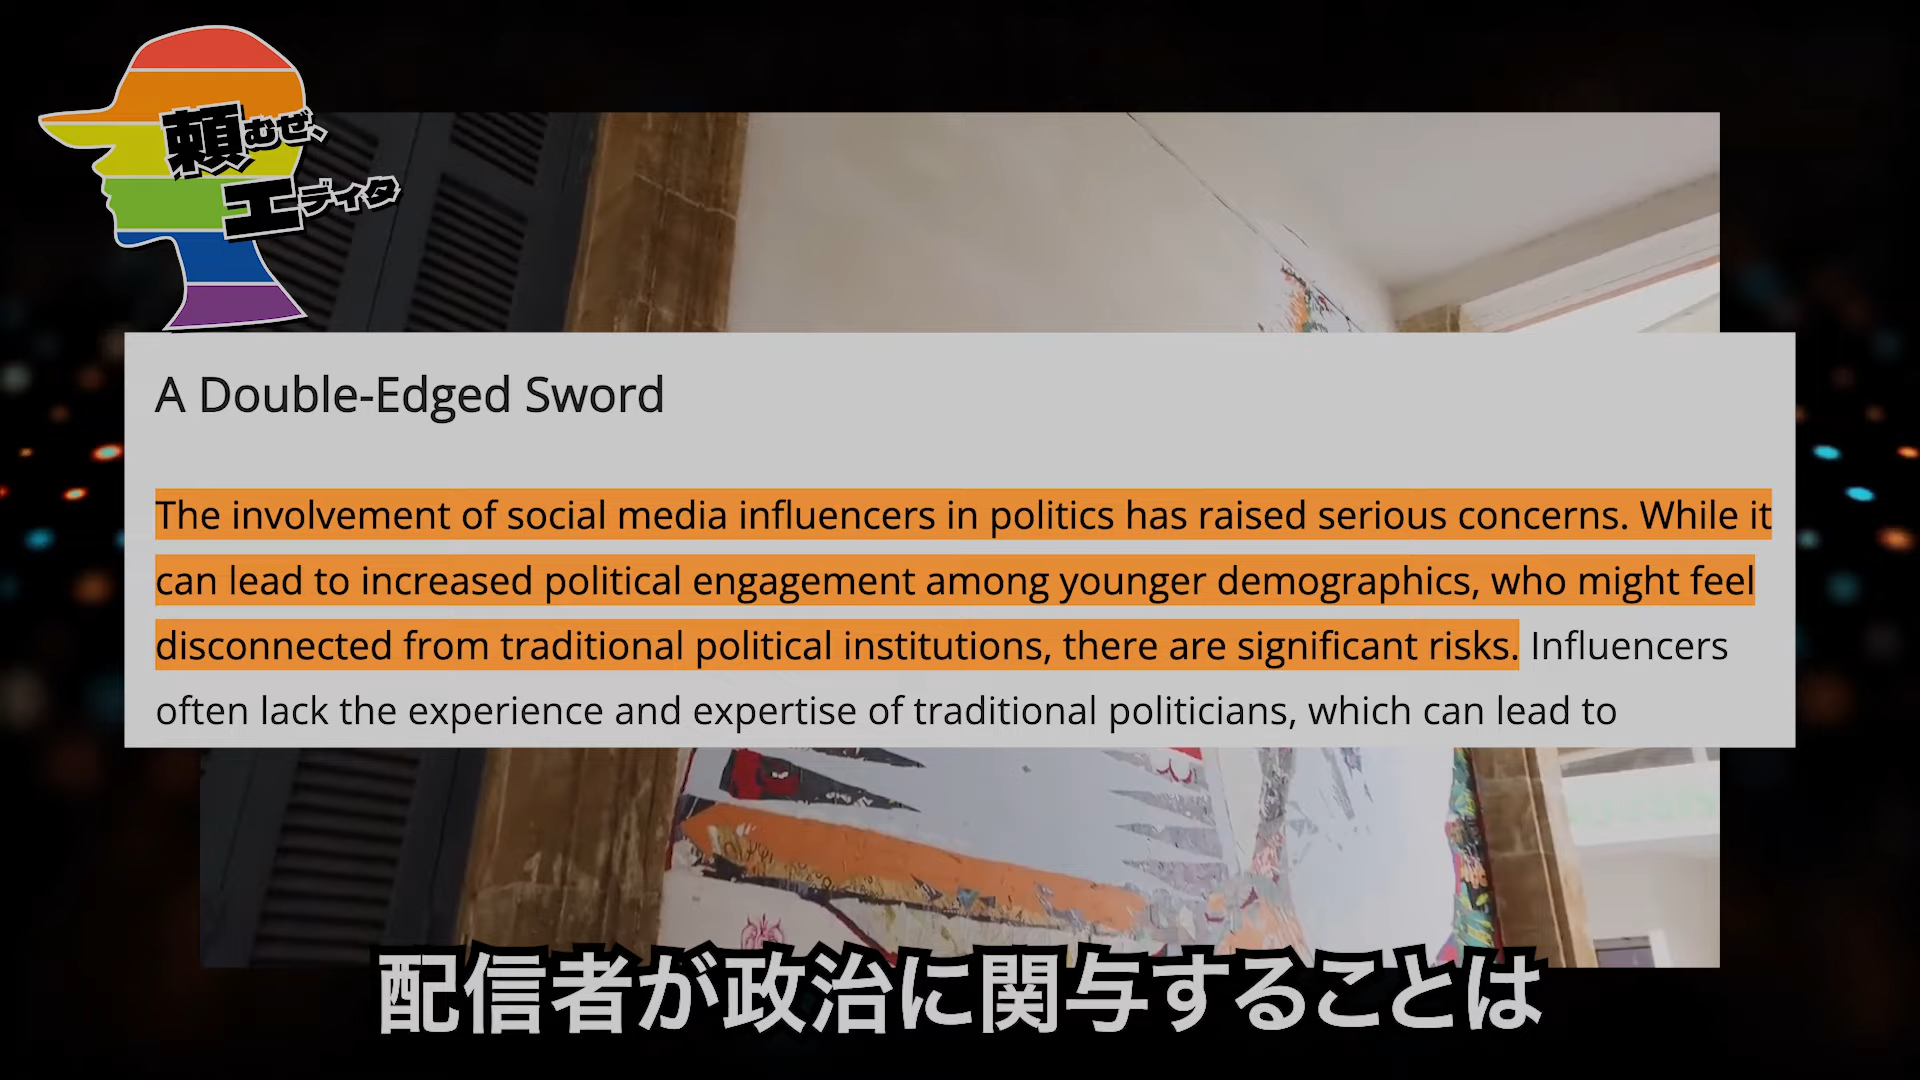 頼むぜ、
エディタ
A Double-Edged Sword
The involvement of social media influencers in politics has raised serious concerns. While it
can lead to increased political engagement among younger demographics, who might feel
disconnected from traditional political institutions, there are significant risks. Influencers
often lack the experience and expertise of traditional politicians, which can lead to
配信者が政治に関与することは